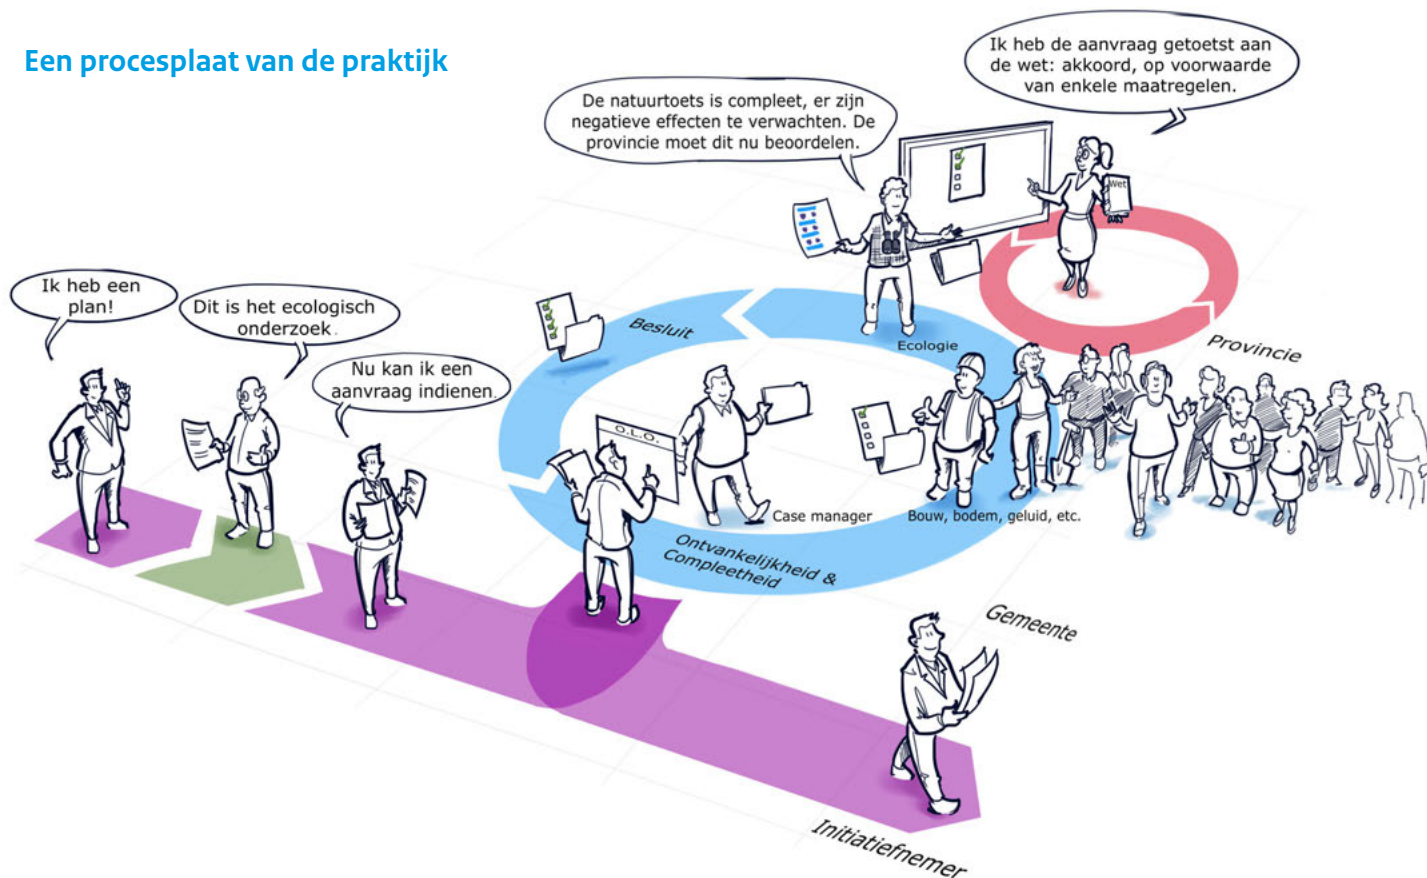 Een procesplaat van de praktijk
Ik heb de aanvraag getoetst aan
de wet: akkoord, op voorwaarde
van enkele maatregelen.
De natuurtoets is compleet, er zijn
negatieve effecten te verwachten. De
provincie moet dit nu beoordelen.
Wet
Ik heb een
plan!
Dit is het ecologisch
onderzoek.
Nu kan ik een
aanvraag indienen.
Besluit
Ecologie
Provincie
O.L.O.
Case manager
Bouw, bodem, geluid, etc.
Ontvankelijkheid &
Compleetheid
Gemeente
Initiatiefnemer